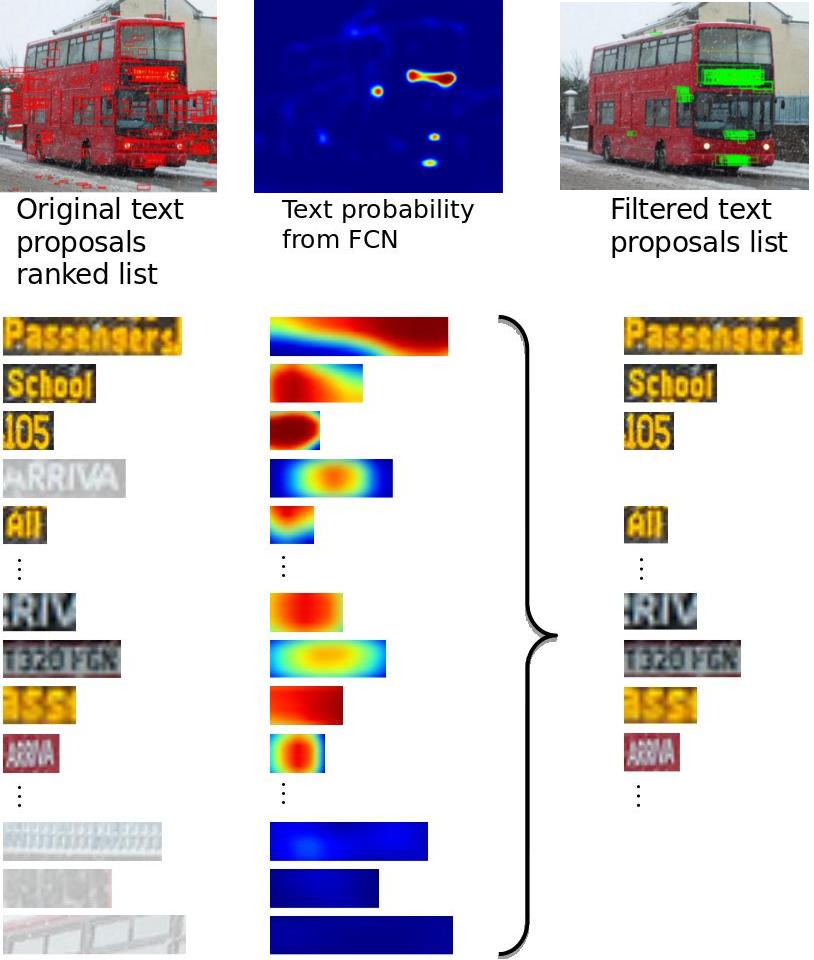 Original text
proposals
ranked list
Text probability
from FCN
Filtered text
proposals list
Passengers
Passengers
School
School
105
105
ARRIVA
All
All
RIV
RIV
T320 FGN
T320 FGN
ass
ass
ARRIVA
ARRIVA